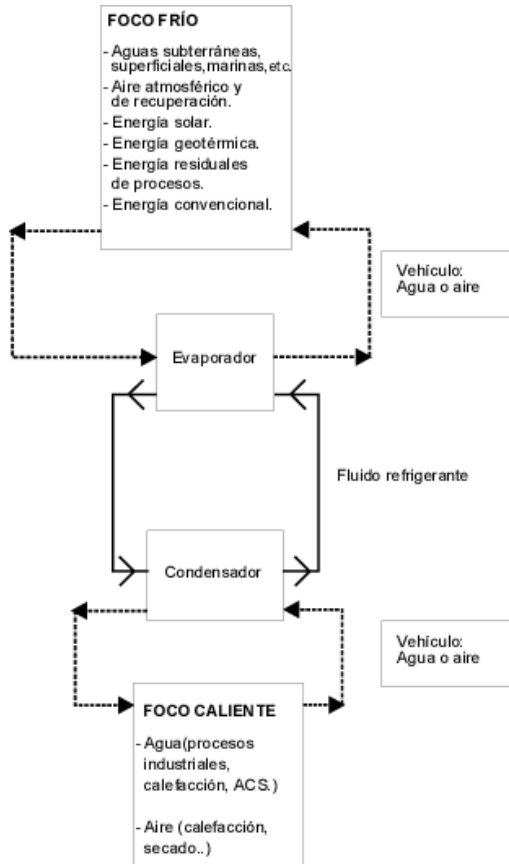 FOCO FRÍO
- Aguas subterráneas,
superficiales,marinas,etc.
- Aire atmosférico y
de recuperación.
- Energía solar.
- Energía geotérmica.
- Energía residuales
de procesos.
- Energía convencional.
Vehículo:
Agua o aire
Evaporador
Fluido refrigerante
Condensador
Vehículo:
Agua o aire
FOCO CALIENTE
- Agua(procesos
industriales,
calefacción, ACS.)
- Aire (calefacción,
secado..)